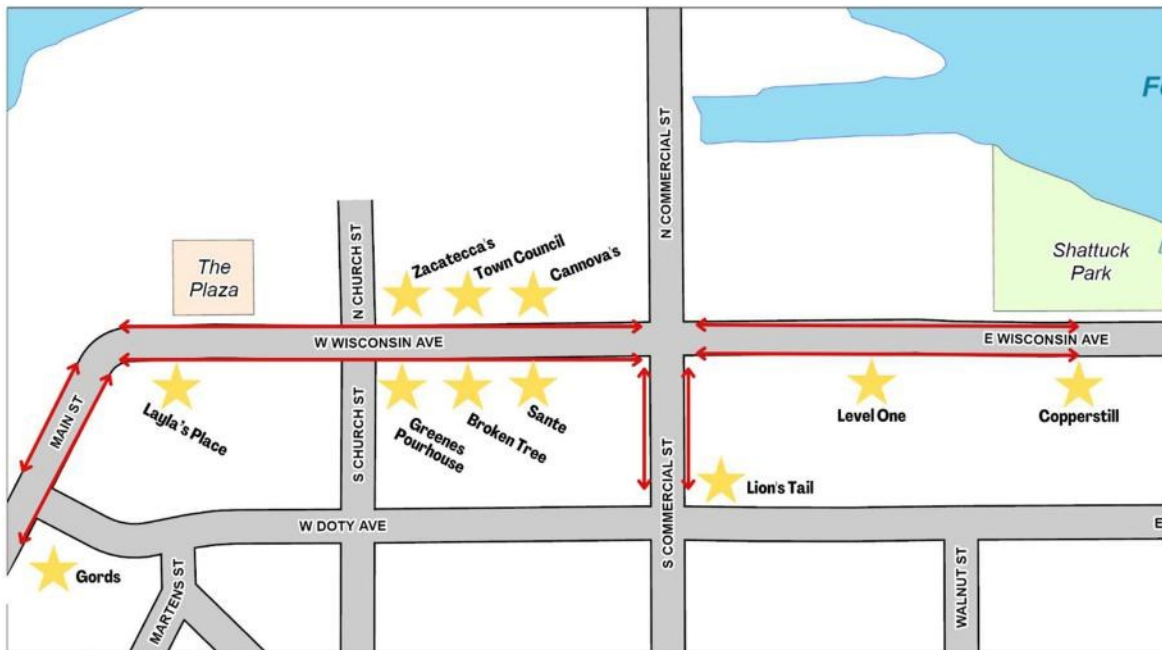 Fo
N COMMERCIAL ST
Shattuck
Park
The
Plaza
N CHURCH ST
Zacatecca's
Town Council
Cannova's
W WISCONSIN AVE
E WISCONSIN AVE
MAIN ST
Layla's Place
S CHURCH ST
Greenes
Pourhouse
Broken Tree
Sante
S COMMERCIAL ST
Level One
Copperstill
Lion's Tail
W DOTY AVE
E
Gords
MARTENS ST
WALNUT ST